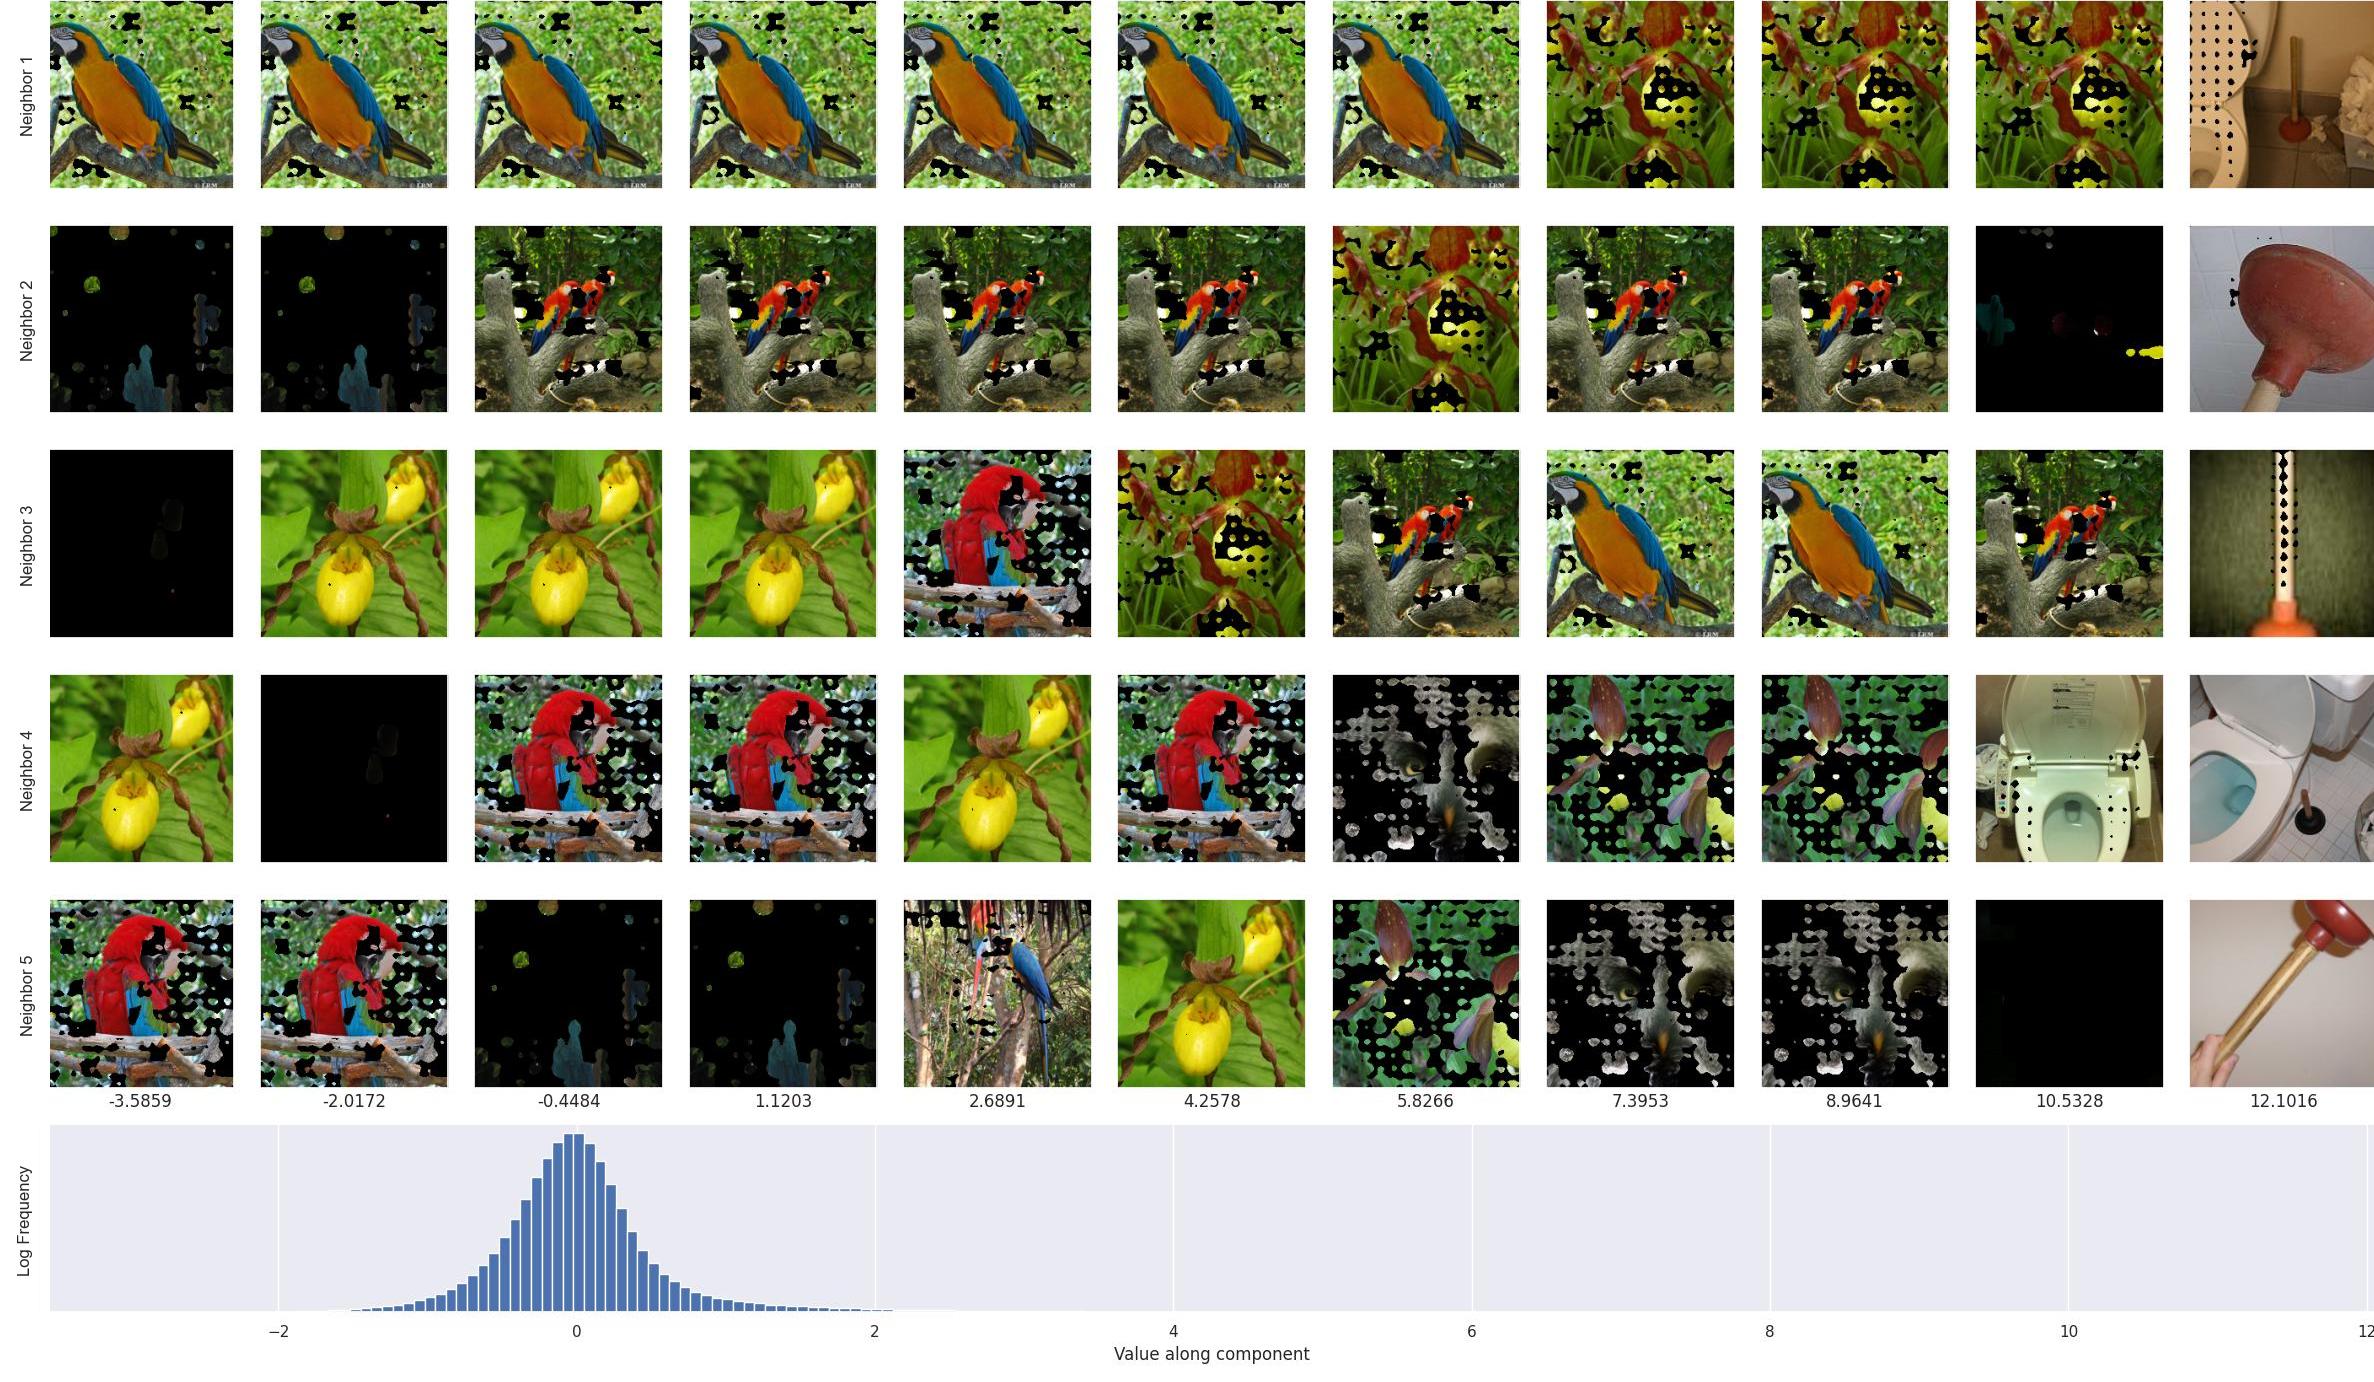 Neighbor 1
Neighbor 2
Neighbor 3
Neighbor 4
Neighbor 5
-3.5859 -2.0172 -0.4484 1.1203 2.6891 4.2578 5.8266 7.3953 8.9641 10.5328 12.1016
Log Frequency
−2 0 2 4 6 8 10 12
Value along component